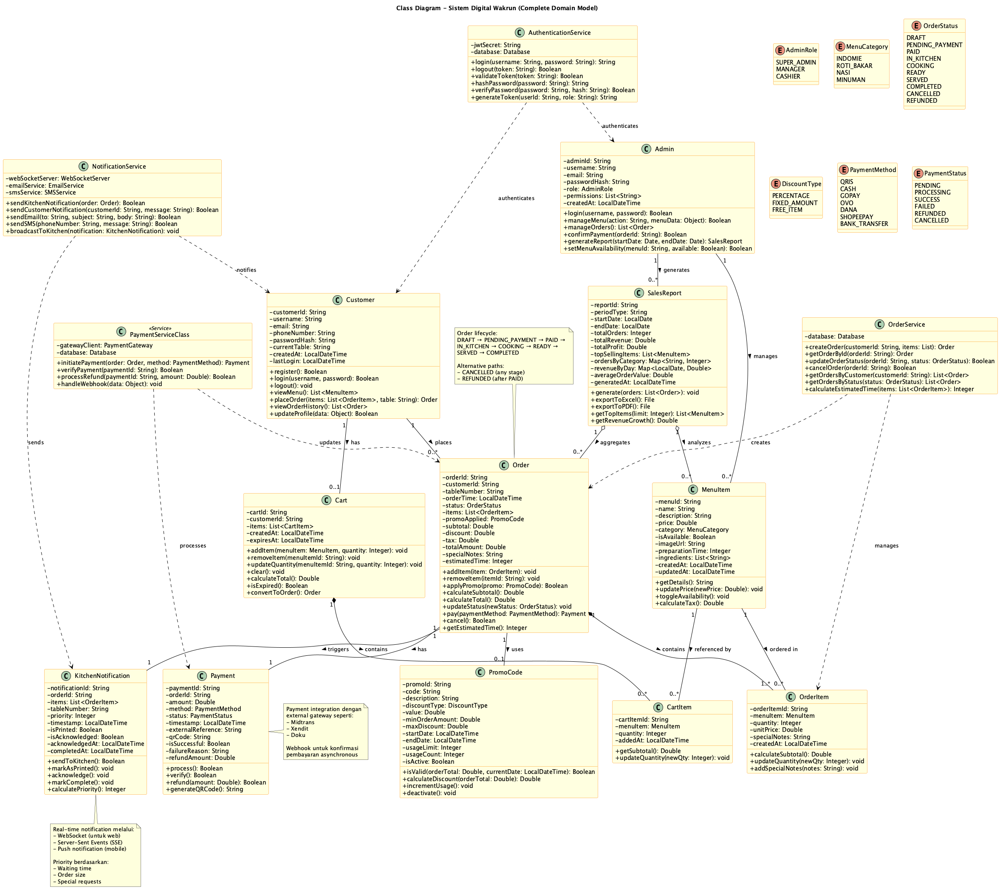 Class Diagram - Sistem Digital Wakrun (Complete Domain Model)
AuthenticationService
-jwtSecret: String
-database: Database
+login(username: String, password: String): String
+logout(token: String): Boolean
+validateToken(token: String): Boolean
+hashPassword(password: String): String
+verifyPassword(password: String, hash: String): Boolean
+generateToken(userId: String, role: String): String
AdminRole
SUPER_ADMIN
MANAGER
CASHIER
MenuCategory
INDOMIE
ROTI_BAKAR
NASI
MINUMAN
OrderStatus
DRAFT
PENDING_PAYMENT
PAID
IN_KITCHEN
COOKING
READY
SERVED
COMPLETED
CANCELLED
REFUNDED
authenticates
authenticates
Admin
-adminId: String
-username: String
-email: String
-passwordHash: String
-role: AdminRole
-permissions: List<String>
-createdAt: LocalDateTime
+login(username, password): Boolean
+manageMenu(action: String, menuData: Object): Boolean
+manageOrders(): List<Order>
+confirmPayment(orderId: String): Boolean
+generateReport(startDate: Date, endDate: Date): SalesReport
+setMenuAvailability(menuId: String, available: Boolean): Boolean
DiscountType
PERCENTAGE
FIXED_AMOUNT
FREE_ITEM
PaymentMethod
QRIS
CASH
GOPAY
OVO
DANA
SHOPEEPAY
BANK_TRANSFER
PaymentStatus
PENDING
PROCESSING
SUCCESS
FAILED
REFUNDED
CANCELLED
NotificationService
-webSocketServer: WebSocketServer
-emailService: EmailService
-smsService: SMSService
+sendKitchenNotification(order: Order): Boolean
+sendCustomerNotification(customerId: String, message: String): Boolean
+sendEmail(to: String, subject: String, body: String): Boolean
+sendSMS(phoneNumber: String, message: String): Boolean
+broadcastToKitchen(notification: KitchenNotification): void
notifies
1
generates
0..*
1
manages
0..*
Customer
-customerId: String
-username: String
-email: String
-phoneNumber: String
-passwordHash: String
-currentTable: String
-createdAt: LocalDateTime
-lastLogin: LocalDateTime
+register(): Boolean
+login(username, password): Boolean
+logout(): void
+viewMenu(): List<MenuItem>
+placeOrder(items: List<OrderItem>, table: String): Order
+viewOrderHistory(): List<Order>
+updateProfile(data: Object): Boolean
SalesReport
-reportId: String
-periodType: String
-startDate: LocalDate
-endDate: LocalDate
-totalOrders: Integer
-totalRevenue: Double
-totalProfit: Double
-topSellingItems: List<MenuItem>
-ordersByCategory: Map<String, Integer>
-revenueByDay: Map<LocalDate, Double>
-averageOrderValue: Double
-generatedAt: LocalDateTime
+generate(orders: List<Order>): void
+exportToExcel(): File
+exportToPDF(): File
+getTopItems(limit: Integer): List<MenuItem>
+getRevenueGrowth(): Double
«Service»
PaymentServiceClass
-gatewayClient: PaymentGateway
-database: Database
+initiatePayment(order: Order, method: PaymentMethod): Payment
+verifyPayment(paymentId: String): Boolean
+processRefund(paymentId: String, amount: Double): Boolean
+handleWebhook(data: Object): void
Order lifecycle:
DRAFT → PENDING_PAYMENT → PAID →
IN_KITCHEN → COOKING → READY →
SERVED → COMPLETED
Alternative paths:
- CANCELLED (any stage)
- REFUNDED (after PAID)
OrderService
-database: Database
+createOrder(customerId: String, items: List): Order
+getOrderById(orderId: String): Order
+updateOrderStatus(orderId: String, status: OrderStatus): Boolean
+cancelOrder(orderId: String): Boolean
+getOrdersByCustomer(customerId: String): List<Order>
+getOrdersByStatus(status: OrderStatus): List<Order>
+calculateEstimatedTime(items: List<OrderItem>): Integer
sends
updates
1
has
0..1
1
places
0..*
1
aggregates
0..*
1
analyzes
0..*
creates
Order
-orderId: String
-customerId: String
-tableNumber: String
-orderTime: LocalDateTime
-status: OrderStatus
-items: List<OrderItem>
-promoApplied: PromoCode
-subtotal: Double
-discount: Double
-tax: Double
-totalAmount: Double
-specialNotes: String
-estimatedTime: Integer
+addItem(item: OrderItem): void
+removeItem(itemId: String): void
+applyPromo(promo: PromoCode): Boolean
+calculateSubtotal(): Double
+calculateTotal(): Double
+updateStatus(newStatus: OrderStatus): void
+pay(paymentMethod: PaymentMethod): Payment
+cancel(): Boolean
+getEstimatedTime(): Integer
Cart
-cartId: String
-customerId: String
-items: List<CartItem>
-createdAt: LocalDateTime
-expiresAt: LocalDateTime
+addItem(menuItem: MenuItem, quantity: Integer): void
+removeItem(menuItemId: String): void
+updateQuantity(menuItemId: String, quantity: Integer): void
+clear(): void
+calculateTotal(): Double
+isExpired(): Boolean
+convertToOrder(): Order
MenuItem
-menuId: String
-name: String
-description: String
-price: Double
-category: MenuCategory
-isAvailable: Boolean
-imageUrl: String
-preparationTime: Integer
-ingredients: List<String>
-createdAt: LocalDateTime
-updatedAt: LocalDateTime
+getDetails(): String
+updatePrice(newPrice: Double): void
+toggleAvailability(): void
+calculateTax(): Double
processes
manages
1
triggers
1
1
contains
0..*
1
has
1
1
uses
0..1
1
contains
1..*
1
referenced by
0..*
1
ordered in
0..*
KitchenNotification
-notificationId: String
-orderId: String
-items: List<OrderItem>
-tableNumber: String
-priority: Integer
-timestamp: LocalDateTime
-isPrinted: Boolean
-isAcknowledged: Boolean
-acknowledgedAt: LocalDateTime
-completedAt: LocalDateTime
+sendToKitchen(): Boolean
+markAsPrinted(): void
+acknowledge(): void
+markComplete(): void
+calculatePriority(): Integer
Payment
-paymentId: String
-orderId: String
-amount: Double
-method: PaymentMethod
-status: PaymentStatus
-timestamp: LocalDateTime
-externalReference: String
-qrCode: String
-isSuccessful: Boolean
-failureReason: String
-refundAmount: Double
+process(): Boolean
+verify(): Boolean
+refund(amount: Double): Boolean
+generateQRCode(): String
Payment integration dengan
external gateway seperti:
- Midtrans
- Xendit
- Doku
Webhook untuk konfirmasi
pembayaran asynchronous
PromoCode
-promoId: String
-code: String
-description: String
-discountType: DiscountType
-value: Double
-minOrderAmount: Double
-maxDiscount: Double
-startDate: LocalDateTime
-endDate: LocalDateTime
-usageLimit: Integer
-usageCount: Integer
-isActive: Boolean
+isValid(orderTotal: Double, currentDate: LocalDateTime): Boolean
+calculateDiscount(orderTotal: Double): Double
+incrementUsage(): void
+deactivate(): void
CartItem
-cartItemId: String
-menuItem: MenuItem
-quantity: Integer
-addedAt: LocalDateTime
+getSubtotal(): Double
+updateQuantity(newQty: Integer): void
OrderItem
-orderItemId: String
-menuItem: MenuItem
-quantity: Integer
-unitPrice: Double
-specialNotes: String
-createdAt: LocalDateTime
+calculateSubtotal(): Double
+updateQuantity(newQty: Integer): void
+addSpecialNotes(notes: String): void
Real-time notification melalui:
- WebSocket (untuk web)
- Server-Sent Events (SSE)
- Push notification (mobile)
Priority berdasarkan:
- Waiting time
- Order size
- Special requests